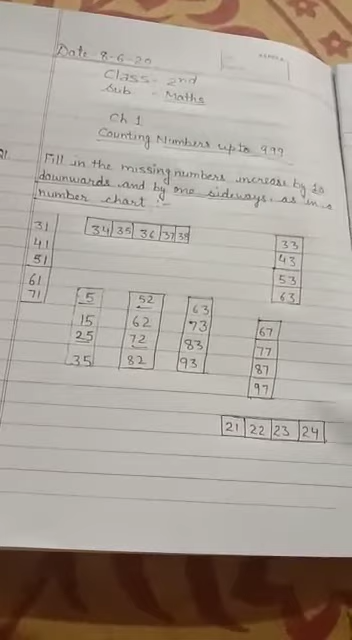 Date- 8-6-20
Class- 2nd
Sub - Maths
Ch 1
Counting Numbers upto 999
Q1
Fill in the missing numbers increase by 10
downwards and by one sideways, as in a
number chart :-
31
41
51
61
71
34 35 36 37 38
33
43
53
63
5
15
25
35
52
62
72
82
63
73
83
93
67
77
87
97
21 22 23 24